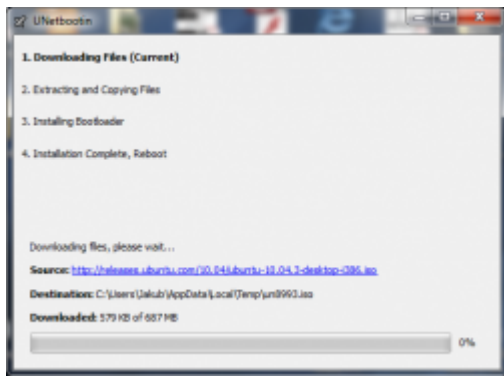 UNetbootin
1. Downloading Files (Current)
2. Extracting and Copying Files
3. Installing Bootloader
4. Installation Complete, Reboot
Downloading files, please wait...
Source: http://releases.ubuntu.com/10.04/ubuntu-10.04.3-desktop-i386.iso
Destination: C:\Users\Jakub\AppData\Local\Temp\un8993.iso
Downloaded: 579 KB of 687 MB
0%